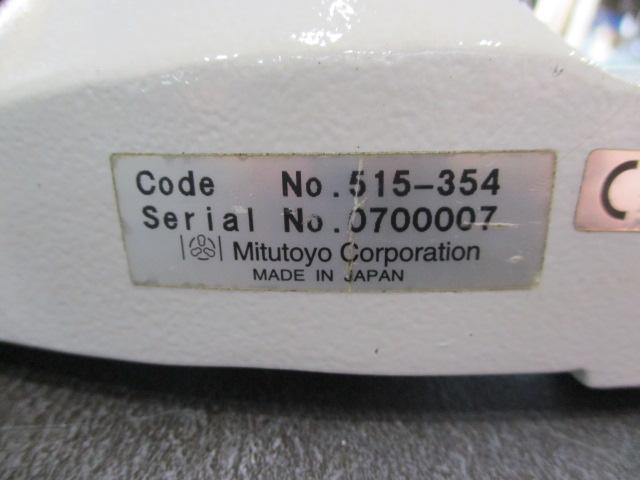 Code No.515-354
Serial No.0700007
Mitutoyo Corporation
MADE IN JAPAN
C